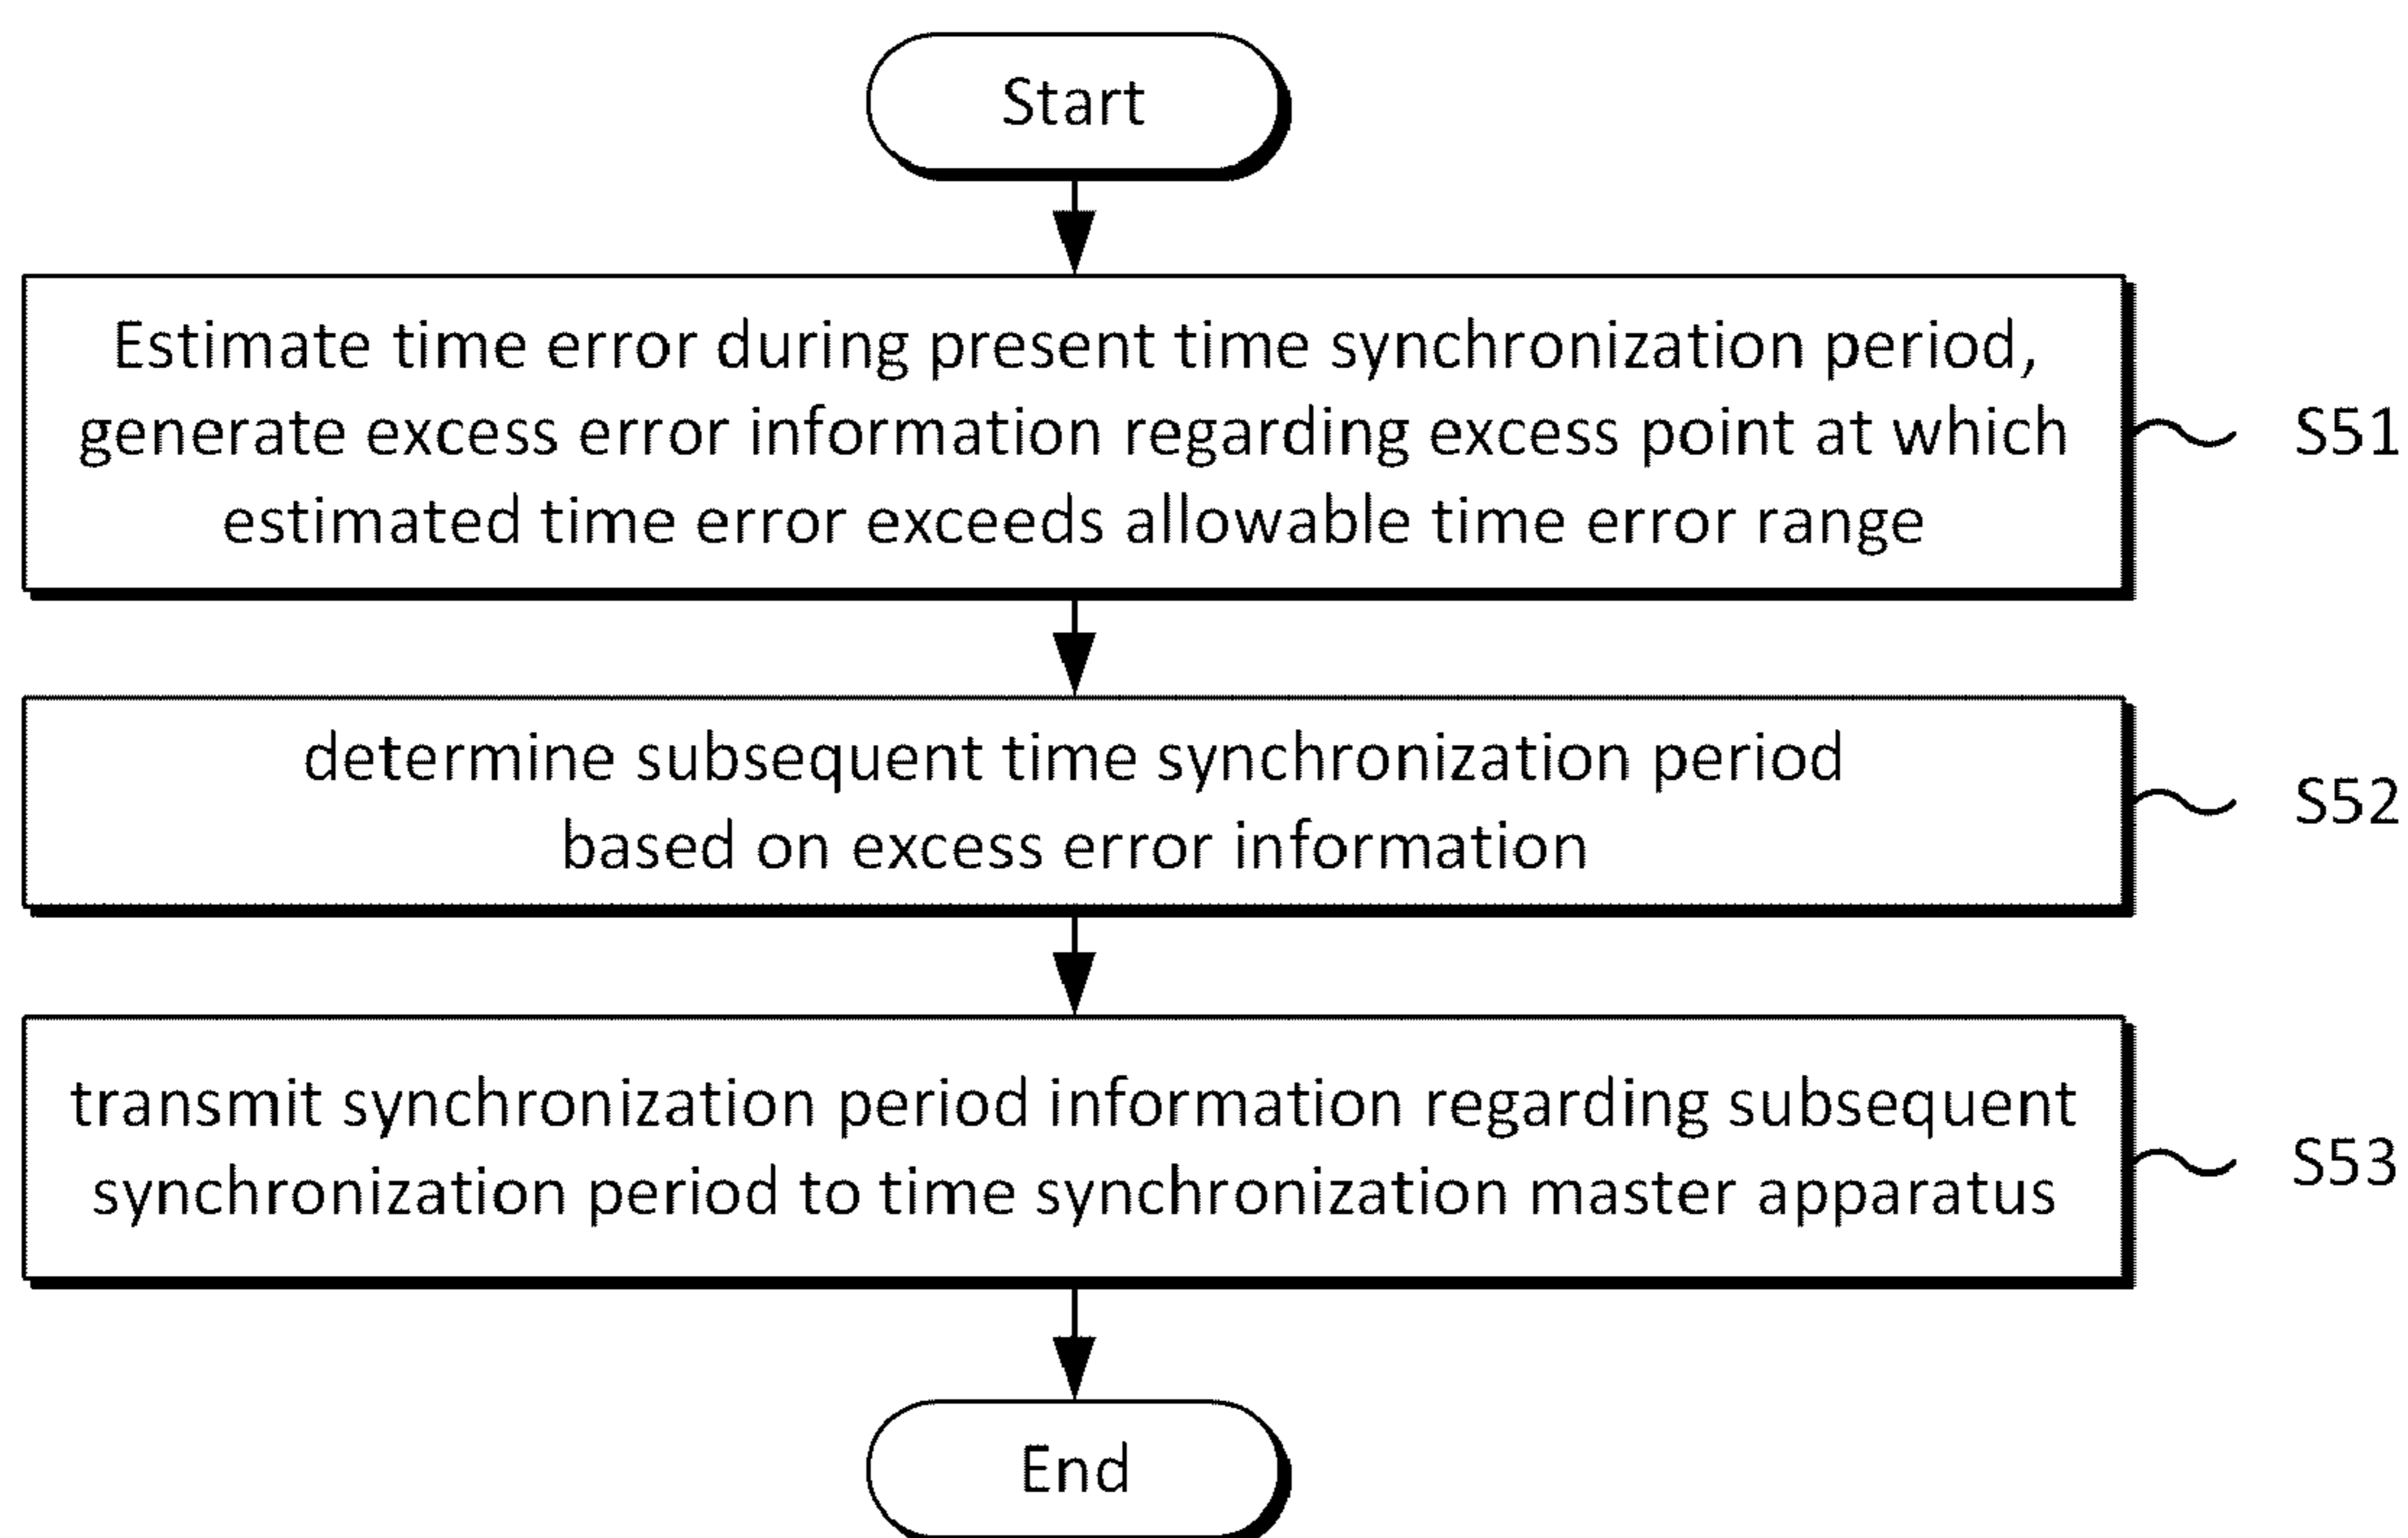 Start
Estimate time error during present time synchronization period,
generate excess error information regarding excess point at which
estimated time error exceeds allowable time error range
S51
determine subsequent time synchronization period
based on excess error information
S52
transmit synchronization period information regarding subsequent
synchronization period to time synchronization master apparatus
S53
End